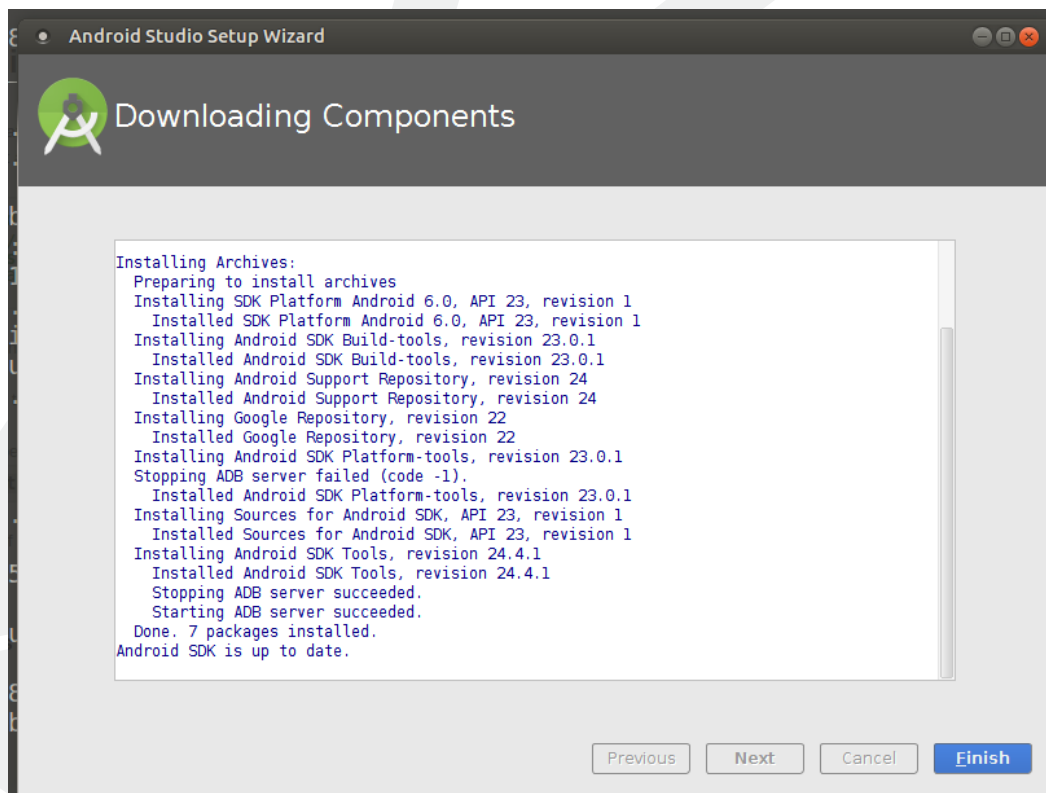 Android Studio Setup Wizard
Downloading Components
Installing Archives:
Preparing to install archives
Installing SDK Platform Android 6.0, API 23, revision 1
Installed SDK Platform Android 6.0, API 23, revision 1
Installing Android SDK Build-tools, revision 23.0.1
Installed Android SDK Build-tools, revision 23.0.1
Installing Android Support Repository, revision 24
Installed Android Support Repository, revision 24
Installing Google Repository, revision 22
Installed Google Repository, revision 22
Installing Android SDK Platform-tools, revision 23.0.1
Stopping ADB server failed (code -1).
Installed Android SDK Platform-tools, revision 23.0.1
Installing Sources for Android SDK, API 23, revision 1
Installed Sources for Android SDK, API 23, revision 1
Installing Android SDK Tools, revision 24.4.1
Installed Android SDK Tools, revision 24.4.1
Stopping ADB server succeeded.
Starting ADB server succeeded.
Done. 7 packages installed.
Android SDK is up to date.
Previous Next Cancel Finish